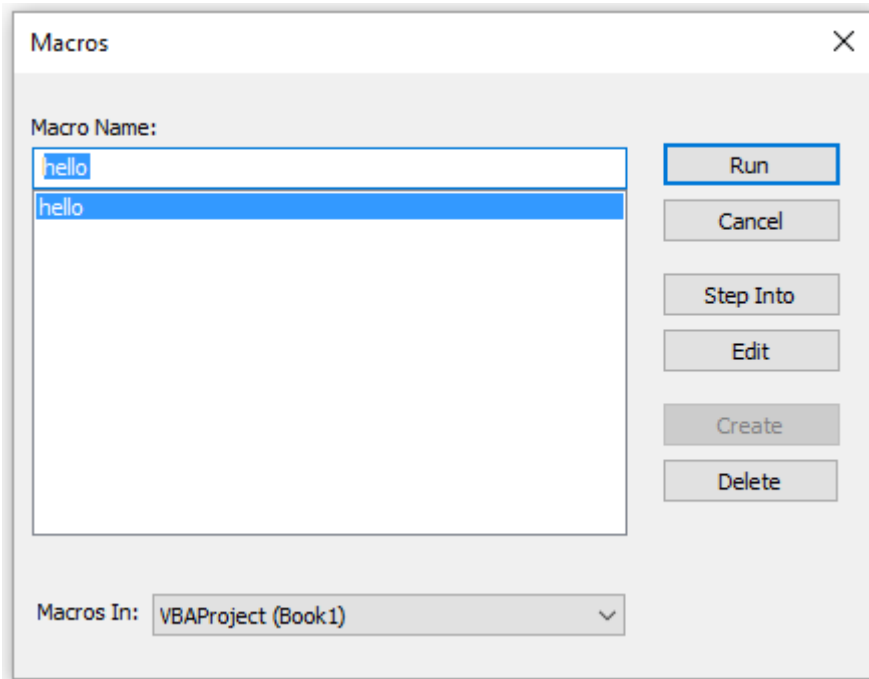 Macros
Macro Name:
hello
hello
Run
Cancel
Step Into
Edit
Create
Delete
Macros In:
VBAProject (Book1)